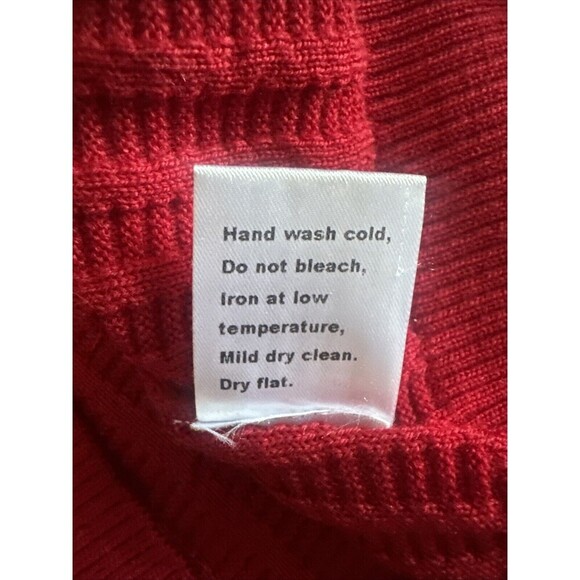 Hand wash cold,
Do not bleach,
Iron at low
temperature,
Mild dry clean.
Dry flat.